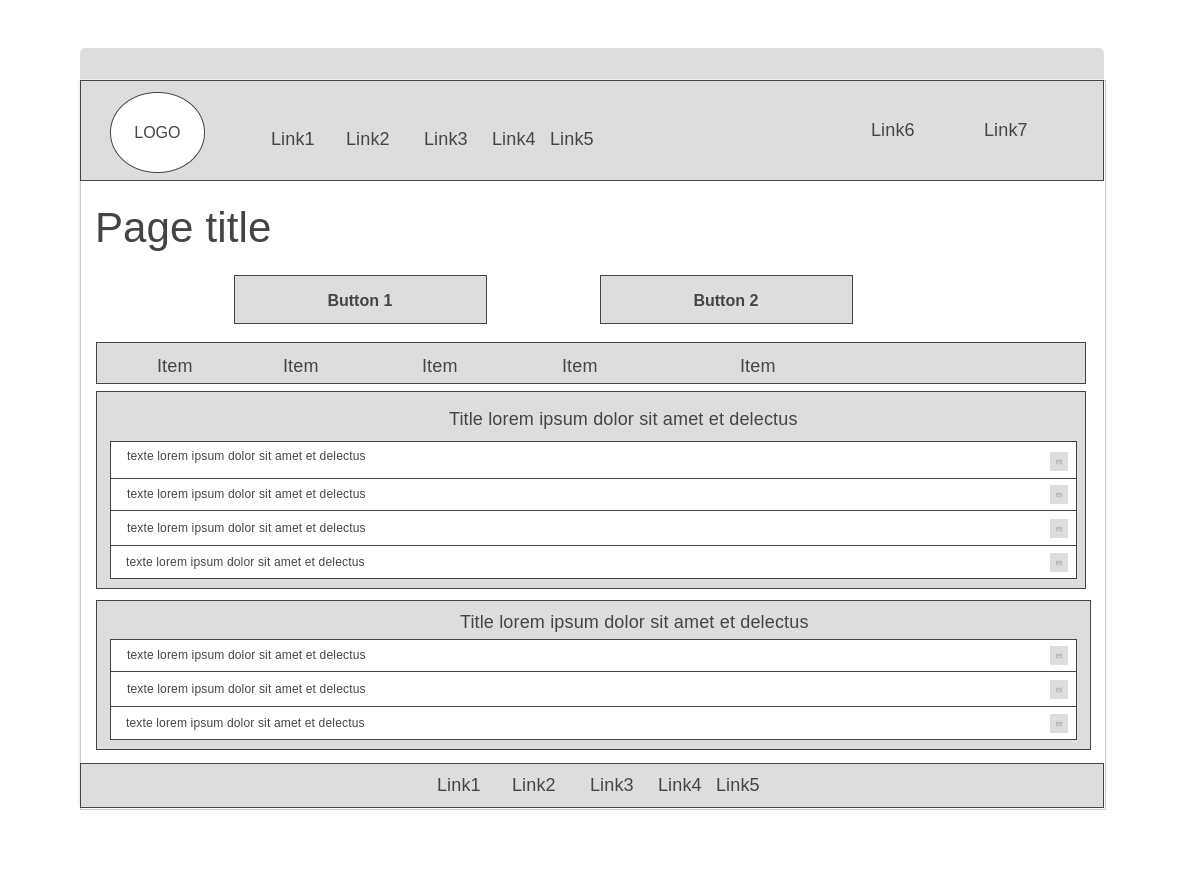 LOGO
Link1 Link2 Link3 Link4 Link5 Link6 Link7
Page title
Button 1 Button 2
Item Item Item Item Item
Title lorem ipsum dolor sit amet et delectus
texte lorem ipsum dolor sit amet et delectus
texte lorem ipsum dolor sit amet et delectus
texte lorem ipsum dolor sit amet et delectus
texte lorem ipsum dolor sit amet et delectus
Title lorem ipsum dolor sit amet et delectus
texte lorem ipsum dolor sit amet et delectus
texte lorem ipsum dolor sit amet et delectus
texte lorem ipsum dolor sit amet et delectus
Link1 Link2 Link3 Link4 Link5